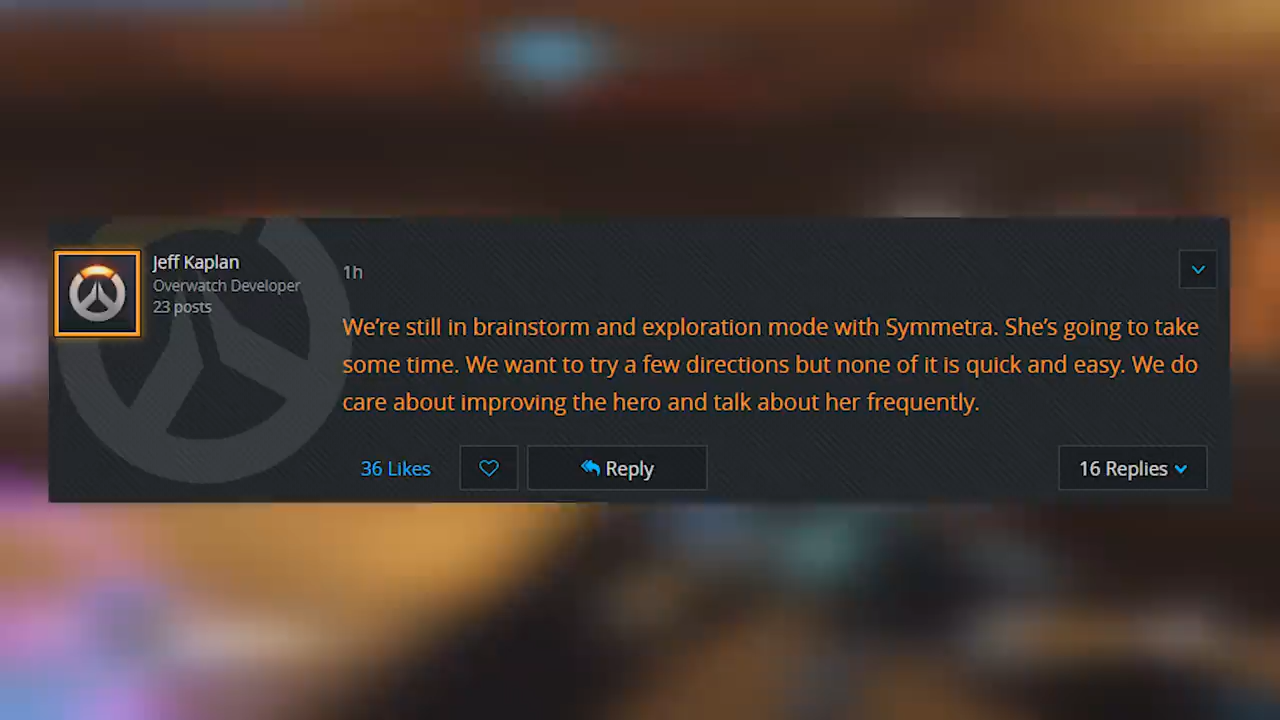 Jeff Kaplan
Overwatch Developer
23 posts
1h
We're still in brainstorm and exploration mode with Symmetra. She's going to take
some time. We want to try a few directions but none of it is quick and easy. We do
care about improving the hero and talk about her frequently.
36 Likes
Reply
16 Replies